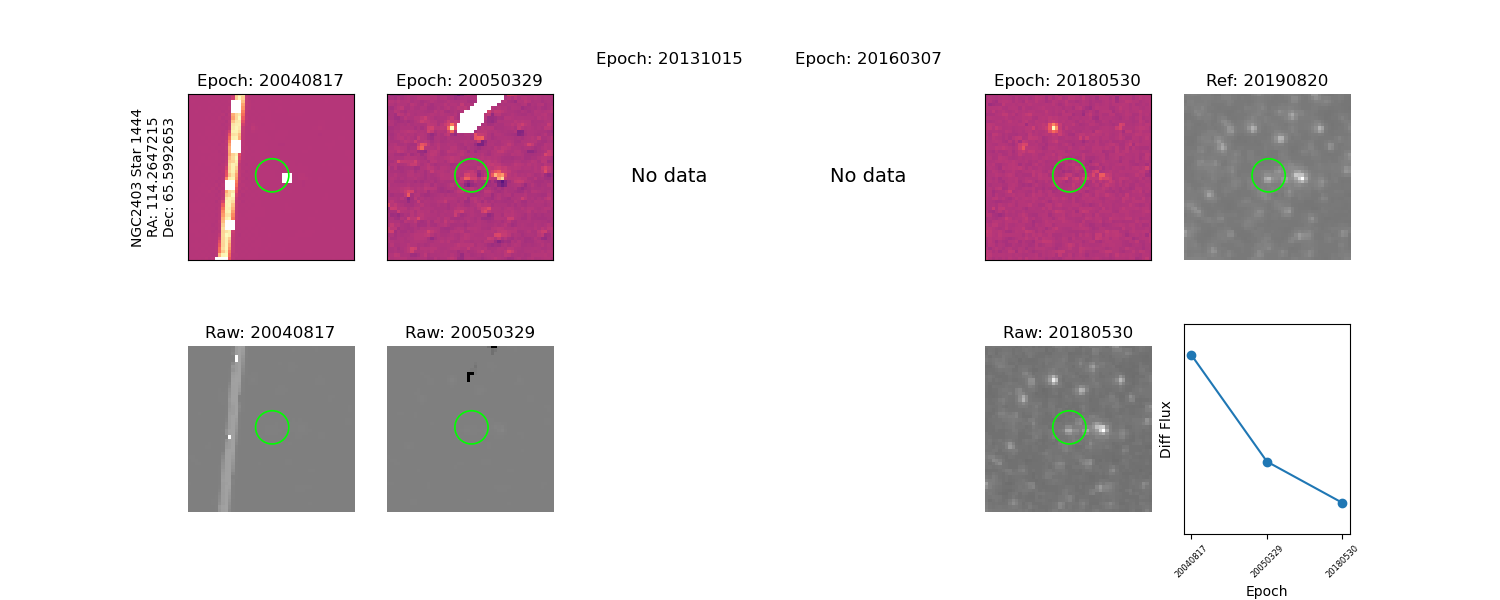 Epoch: 20131015
Epoch: 20160307
Epoch: 20040817
Epoch: 20050329
Epoch: 20180530
Ref: 20190820
NGC2403 Star 1444
RA: 114.2647215
Dec: 65.5992653
No data
No data
Raw: 20040817
Raw: 20050329
Raw: 20180530
Diff Flux
20040817
20050329
20180530
Epoch